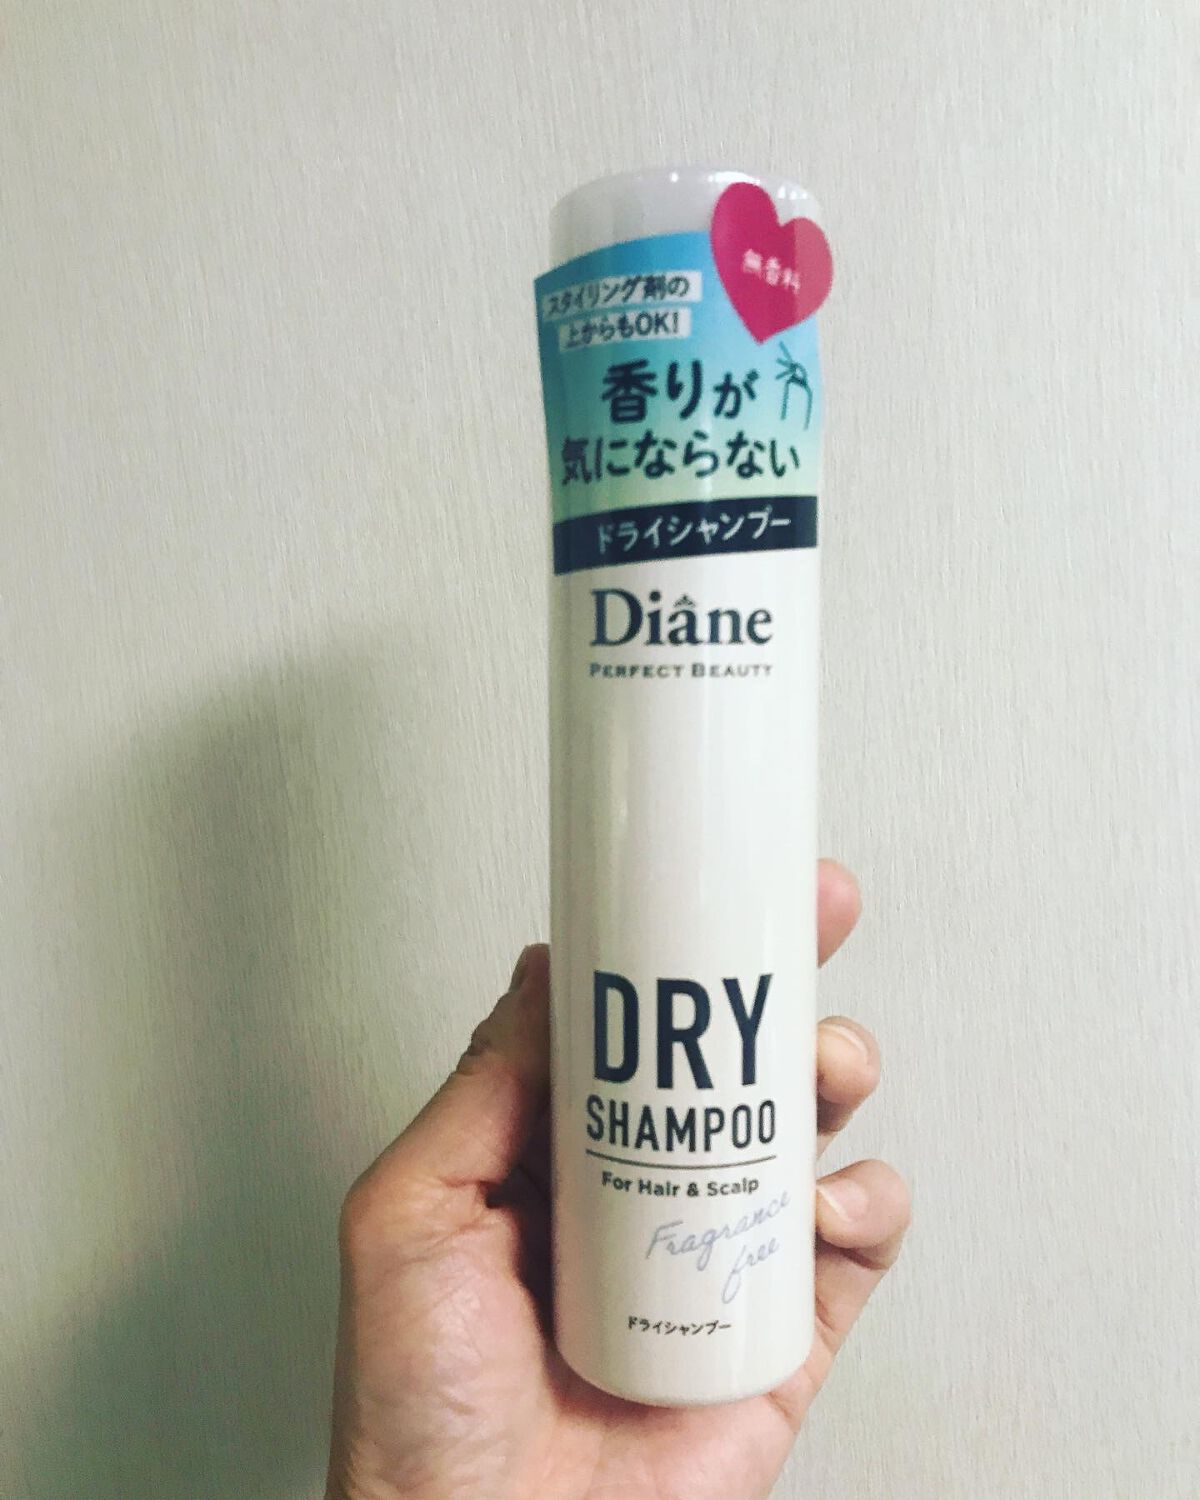 無香料
スタイリング剤の
上からもOK!
香りが
気にならない
ドライシャンプー
Diâne
PERFECT BEAUTY
DRY
SHAMPOO
For Hair & Scalp
Fragrance
free
ドライシャンプー